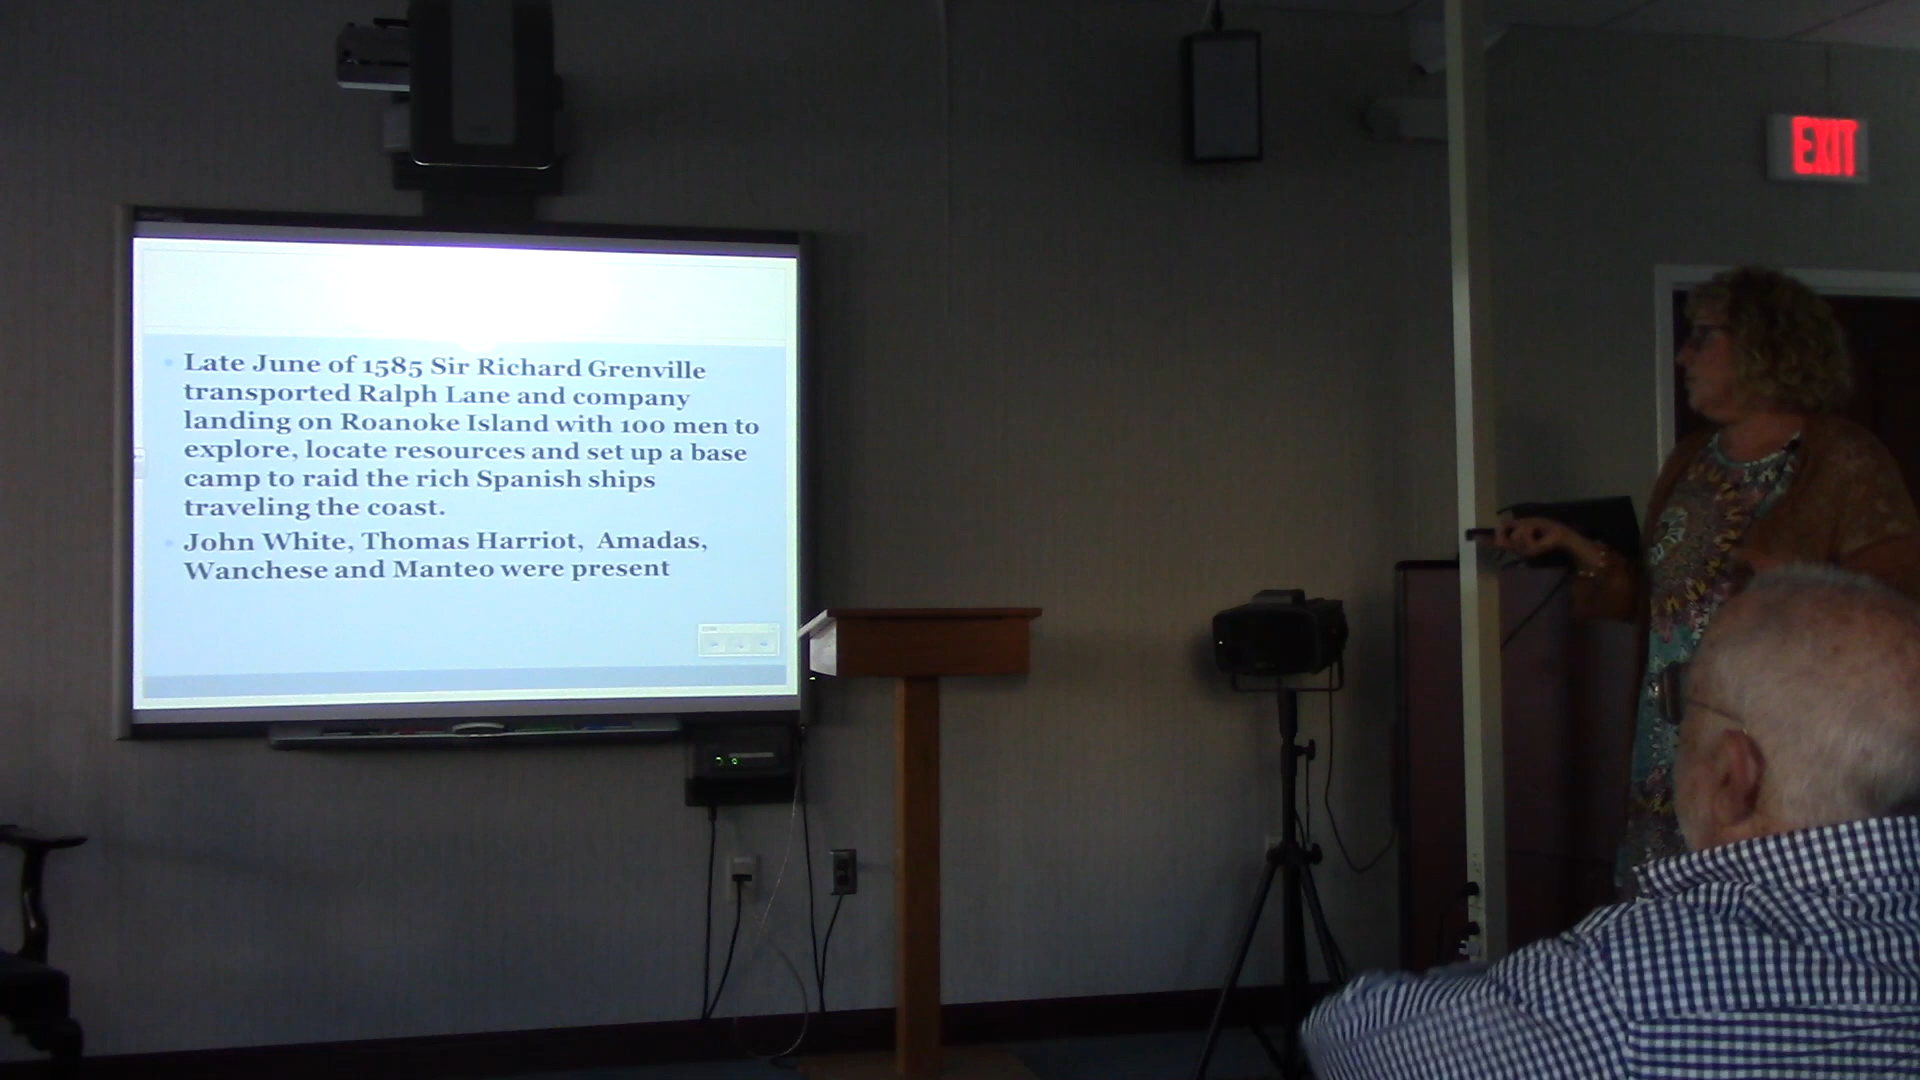 EXIT
Late June of 1585 Sir Richard Grenville
transported Ralph Lane and company
landing on Roanoke Island with 100 men to
explore, locate resources and set up a base
camp to raid the rich Spanish ships
traveling the coast.
John White, Thomas Harriot, Amadas,
Wanchese and Manteo were present